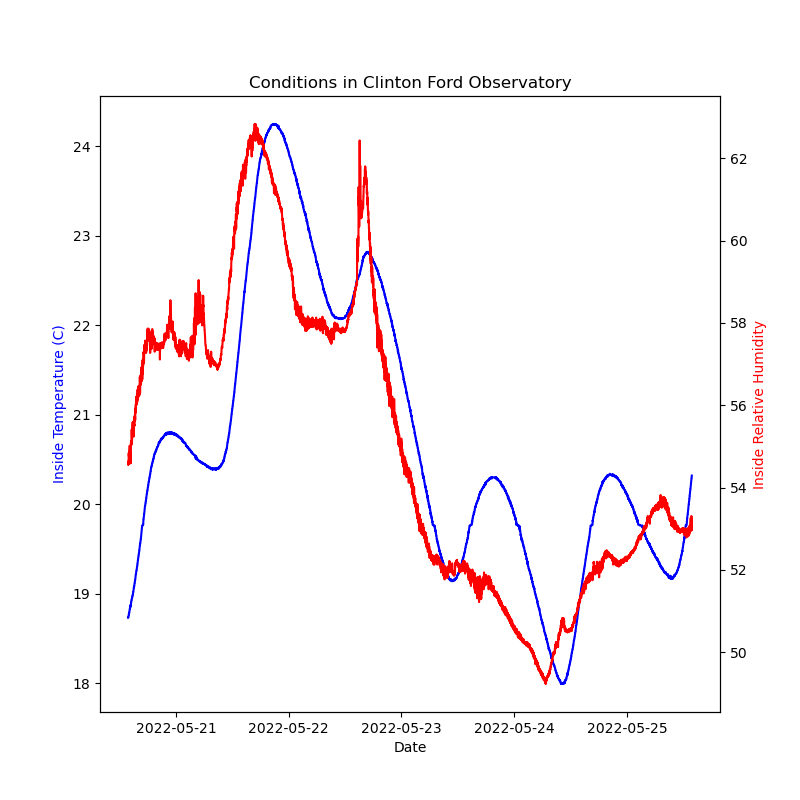 Conditions in Clinton Ford Observatory
24
23
22
21
20
19
18
Inside Temperature (C)
62
60
58
56
54
52
50
Inside Relative Humidity
2022-05-21 2022-05-22 2022-05-23 2022-05-24 2022-05-25
Date